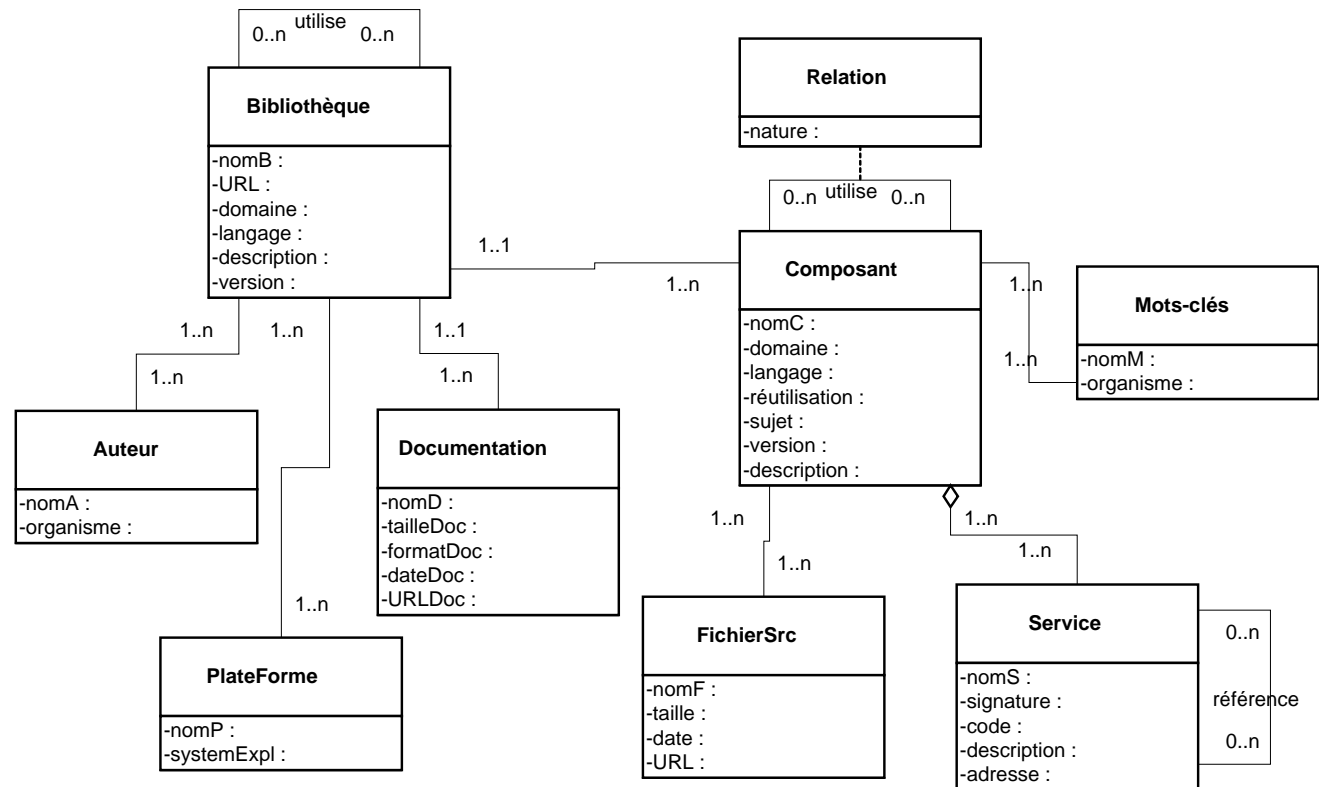 utilise
0..n
0..n
Bibliothèque
-nomB :
-URL :
-domaine :
-langage :
-description :
-version :
Relation
-nature :
0..n
utilise
0..n
1..1
1..n
Composant
-nomC :
-domaine :
-langage :
-réutilisation :
-sujet :
-version :
-description :
1..n
1..n
Mots-clés
-nomM :
-organisme :
1..n
1..n
1..1
1..n
1..n
Auteur
-nomA :
-organisme :
Documentation
-nomD :
-tailleDoc :
-formatDoc :
-dateDoc :
-URLDoc :
1..n
PlateForme
-nomP :
-systemExpl :
1..n
1..n
1..n
1..n
FichierSrc
-nomF :
-taille :
-date :
-URL :
Service
-nomS :
-signature :
-code :
-description :
-adresse :
0..n
référence
0..n